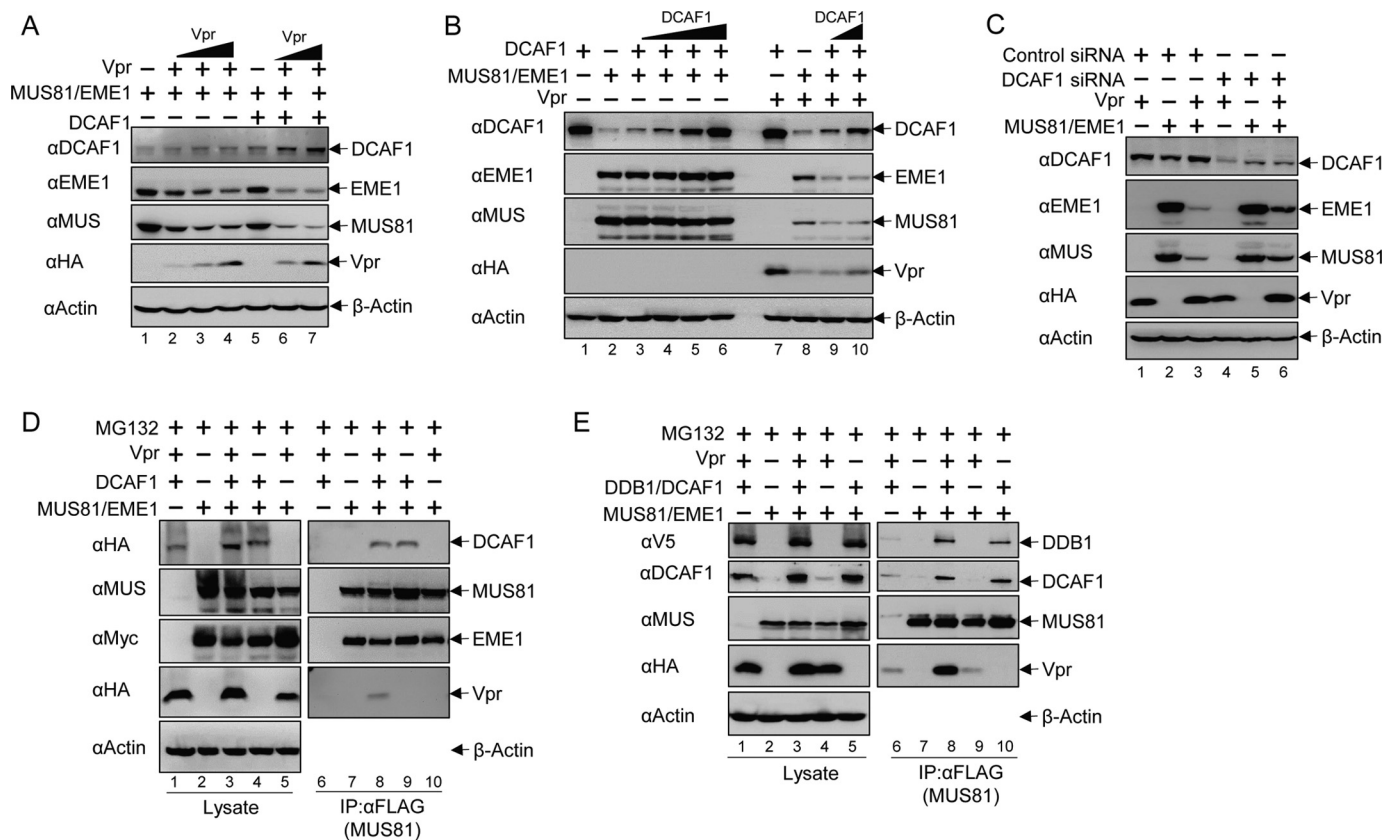 A
Vpr Vpr
Vpr − + + + − + +
MUS81/EME1 + + + + + + +
DCAF1 − − − − + + +
αDCAF1 DCAF1
αEME1 EME1
αMUS MUS81
αHA Vpr
αActin β-Actin
1 2 3 4 5 6 7
B
DCAF1 DCAF1
DCAF1 + − + + + + + − + +
MUS81/EME1 − + + + + + − + + +
Vpr − − − − − − + + + +
αDCAF1 DCAF1
αEME1 EME1
αMUS MUS81
αHA Vpr
αActin β-Actin
1 2 3 4 5 6 7 8 9 10
C
Control siRNA + + + − − −
DCAF1 siRNA − − − + + +
Vpr + − + + − +
MUS81/EME1 − + + − + +
αDCAF1 DCAF1
αEME1 EME1
αMUS MUS81
αHA Vpr
αActin β-Actin
1 2 3 4 5 6
D
MG132 + + + + + + + + + +
Vpr + − + − + + − + − +
DCAF1 + − + + − + − + + −
MUS81/EME1 − + + + + − + + + +
αHA DCAF1
αMUS MUS81
αMyc EME1
αHA Vpr
αActin β-Actin
1 2 3 4 5 6 7 8 9 10
Lysate IP:αFLAG
(MUS81)
E
MG132 + + + + + + + + + +
Vpr + − + + − + − + + −
DDB1/DCAF1 + − + − + + − + − +
MUS81/EME1 − + + + + − + + + +
αV5 DDB1
αDCAF1 DCAF1
αMUS MUS81
αHA Vpr
αActin β-Actin
1 2 3 4 5 6 7 8 9 10
Lysate IP:αFLAG
(MUS81)